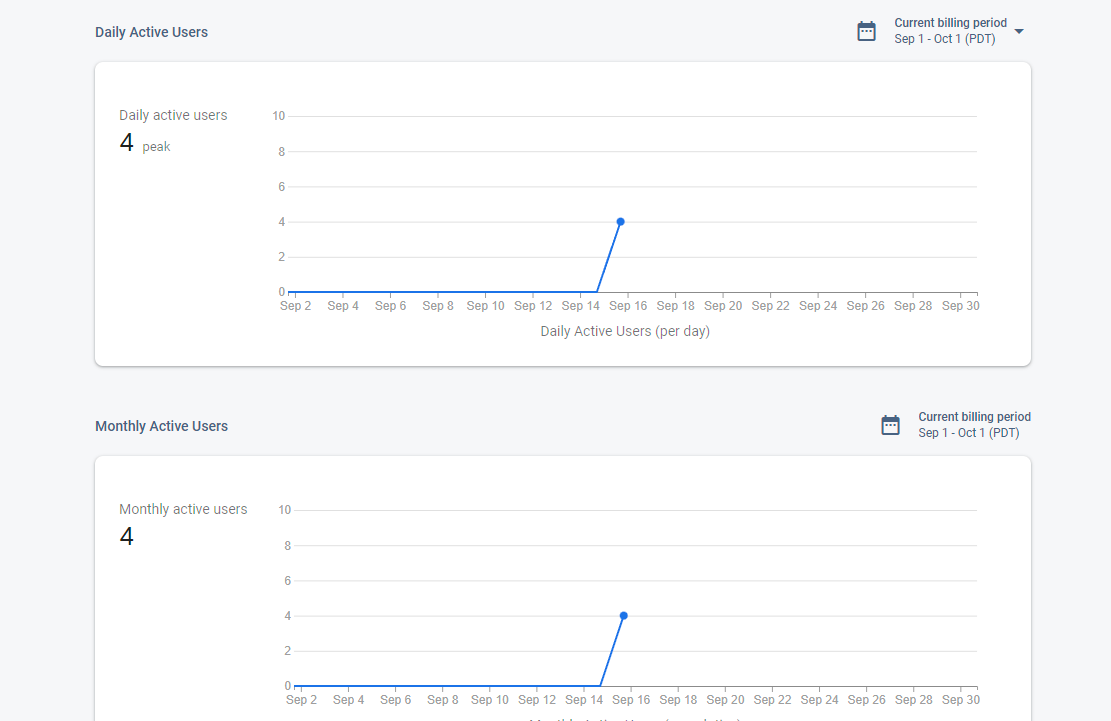 Daily Active Users
Current billing period
Sep 1 - Oct 1 (PDT)
Daily active users
4 peak
10
8
6
4
2
0
Sep 2 Sep 4 Sep 6 Sep 8 Sep 10 Sep 12 Sep 14 Sep 16 Sep 18 Sep 20 Sep 22 Sep 24 Sep 26 Sep 28 Sep 30
Daily Active Users (per day)
Monthly Active Users
Current billing period
Sep 1 - Oct 1 (PDT)
Monthly active users
4
10
8
6
4
2
0
Sep 2 Sep 4 Sep 6 Sep 8 Sep 10 Sep 12 Sep 14 Sep 16 Sep 18 Sep 20 Sep 22 Sep 24 Sep 26 Sep 28 Sep 30